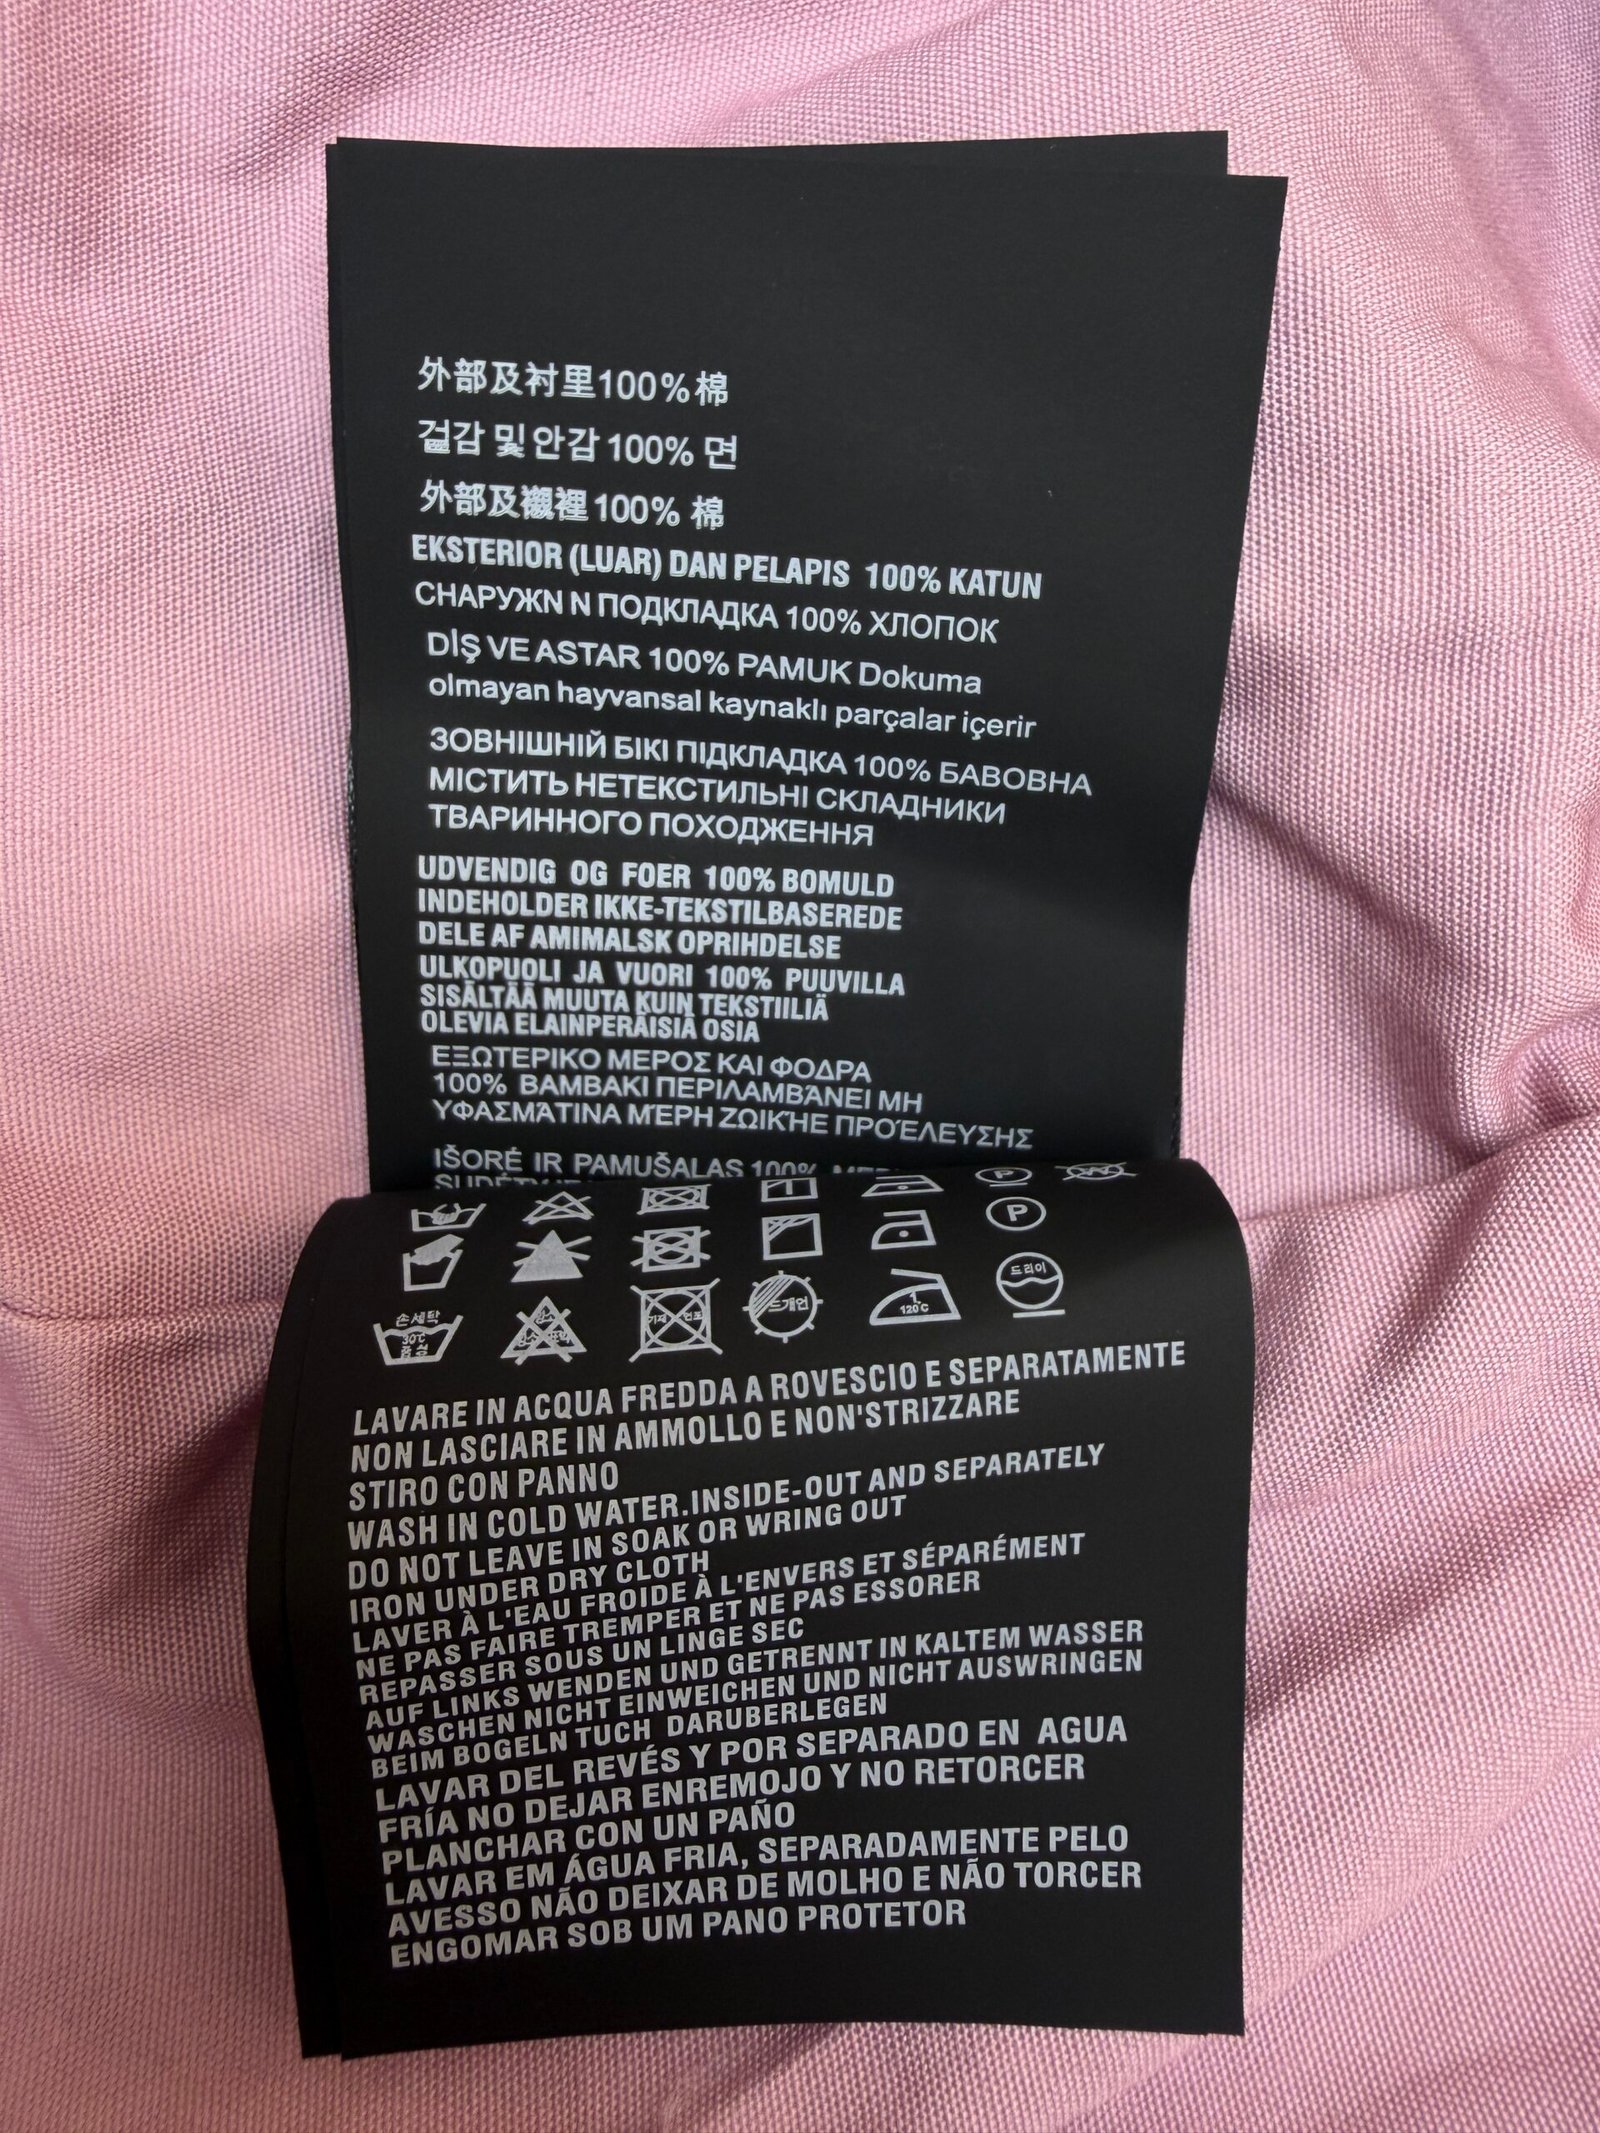 外部及衬里100%棉
겉감 및 안감 100% 면
外部及襯裡 100% 棉
EKSTERIOR (LUAR) DAN PELAPIS 100% KATUN
СНАРУЖN N ПОДКЛАДКА 100% ХЛОПОК
DİŞ VE ASTAR 100% PAMUK Dokuma
olmayan hayvansal kaynaklı parçalar içerir
ЗОВНІШНІЙ БІКІ ПІДКЛАДКА 100% БАВОВНА
МІСТИТЬ НЕТЕКСТИЛЬНІ СКЛАДНИКИ
ТВАРИННОГО ПОХОДЖЕННЯ
UDVENDIG OG FOER 100% BOMULD
INDEHOLDER IKKE-TEKSTILBASEREDE
DELE AF AMIMALSK OPRIHDELSE
ULKOPUOLI JA VUORI 100% PUUVILLA
SISÄLTÄÄ MUUTA KUIN TEKSTIILIÄ
OLEVIA ELAINPERÄISIÄ OSIA
ΕΞΩΤΕΡΙΚΟ ΜΕΡΟΣ ΚΑΙ ΦΟΔΡΑ
100% ΒΑΜΒΑΚΙ ΠΕΡΙΛΑΜΒΆΝΕΙ ΜΗ
ΥΦΑΣΜΆΤΙΝΑ ΜΈΡΗ ΖΩΙΚΉΕ ΠΡΟΈΛΕΥΣΗΣ
IŠORĖ IR PAMUŠALAS 100%
P W
P
드리이
손세탁 드개언 1. 120°C
30°C
중성
LAVARE IN ACQUA FREDDA A ROVESCIO E SEPARATAMENTE
NON LASCIARE IN AMMOLLO E NON'STRIZZARE
STIRO CON PANNO
WASH IN COLD WATER.INSIDE-OUT AND SEPARATELY
DO NOT LEAVE IN SOAK OR WRING OUT
IRON UNDER DRY CLOTH
LAVER À L'EAU FROIDE À L'ENVERS ET SÉPARÉMENT
NE PAS FAIRE TREMPER ET NE PAS ESSORER
REPASSER SOUS UN LINGE SEC
AUF LINKS WENDEN UND GETRENNT IN KALTEM WASSER
WASCHEN NICHT EINWEICHEN UND NICHT AUSWRINGEN
BEIM BOGELN TUCH DARUBERLEGEN
LAVAR DEL REVÉS Y POR SEPARADO EN AGUA
FRÍA NO DEJAR ENREMOJO Y NO RETORCER
PLANCHAR CON UN PAÑO
LAVAR EM ÁGUA FRIA, SEPARADAMENTE PELO
AVESSO NÃO DEIXAR DE MOLHO E NÃO TORCER
ENGOMAR SOB UM PANO PROTETOR